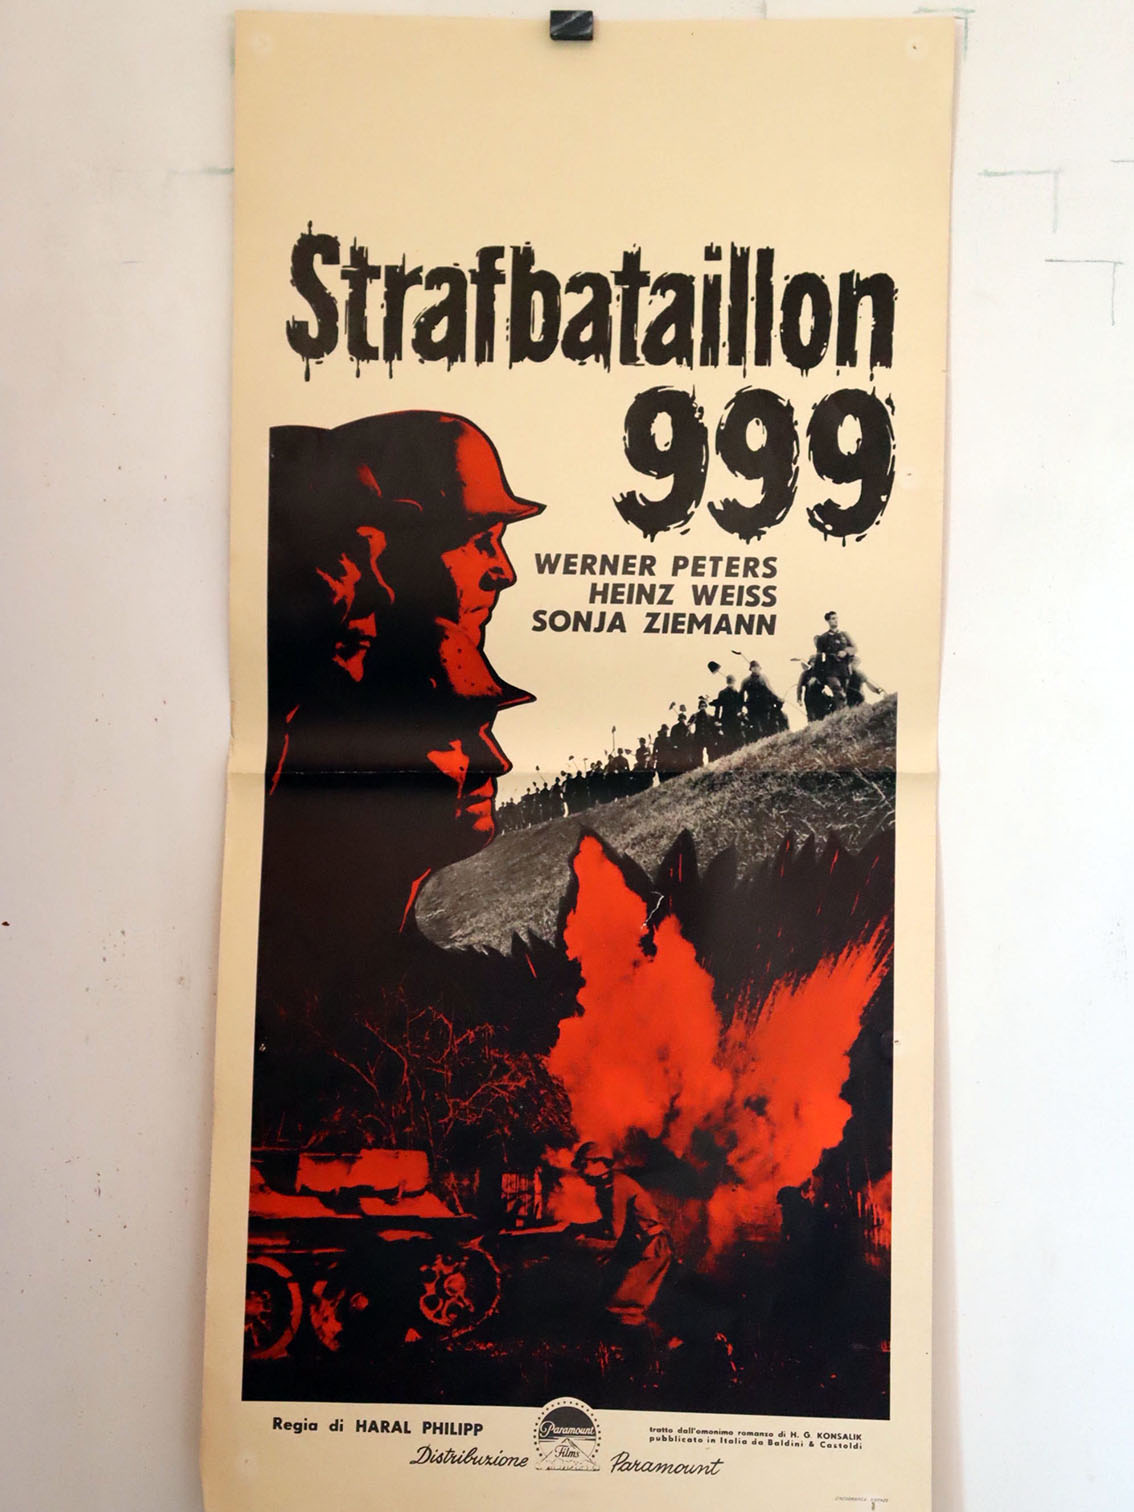 Strafbataillon
999
WERNER PETERS
HEINZ WEISS
SONJA ZIEMANN
Regia di HARAL PHILIPP
Paramount
Films
tratto dall'omonimo romanzo di H. G. KONSALIK
pubblicato in Italia da Baldini & Castoldi
Distribuzione Paramount